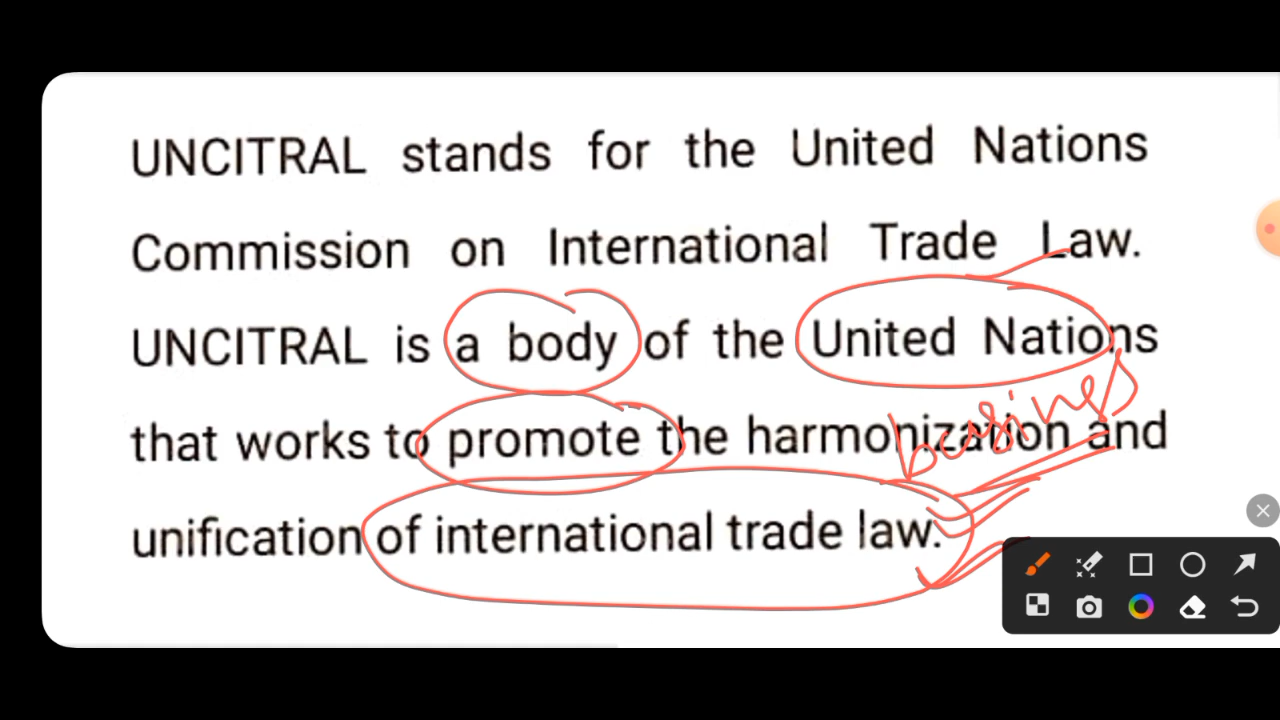 UNCITRAL stands for the United Nations
Commission on International Trade Law.
UNCITRAL is a body of the United Nations
that works to promote the harmonization and
business
unification of international trade law.